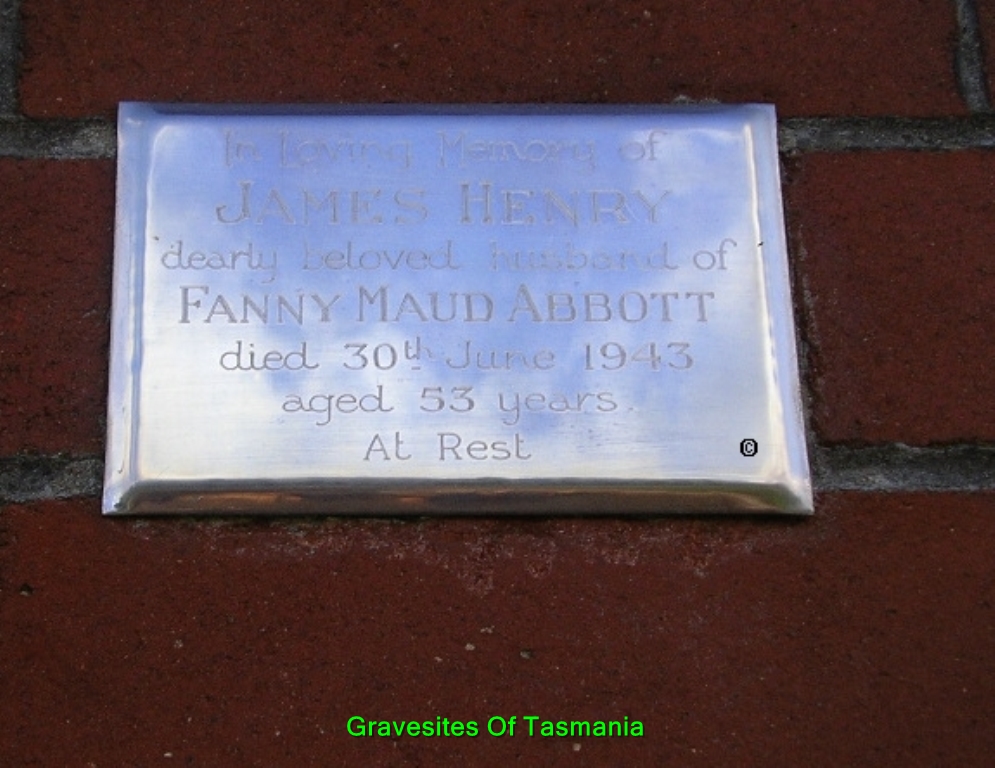 In Loving Memory of
JAMES HENRY
dearly beloved husband of
FANNY MAUD ABBOTT
died 30th June 1943
aged 53 years.
At Rest
©
Gravesites Of Tasmania